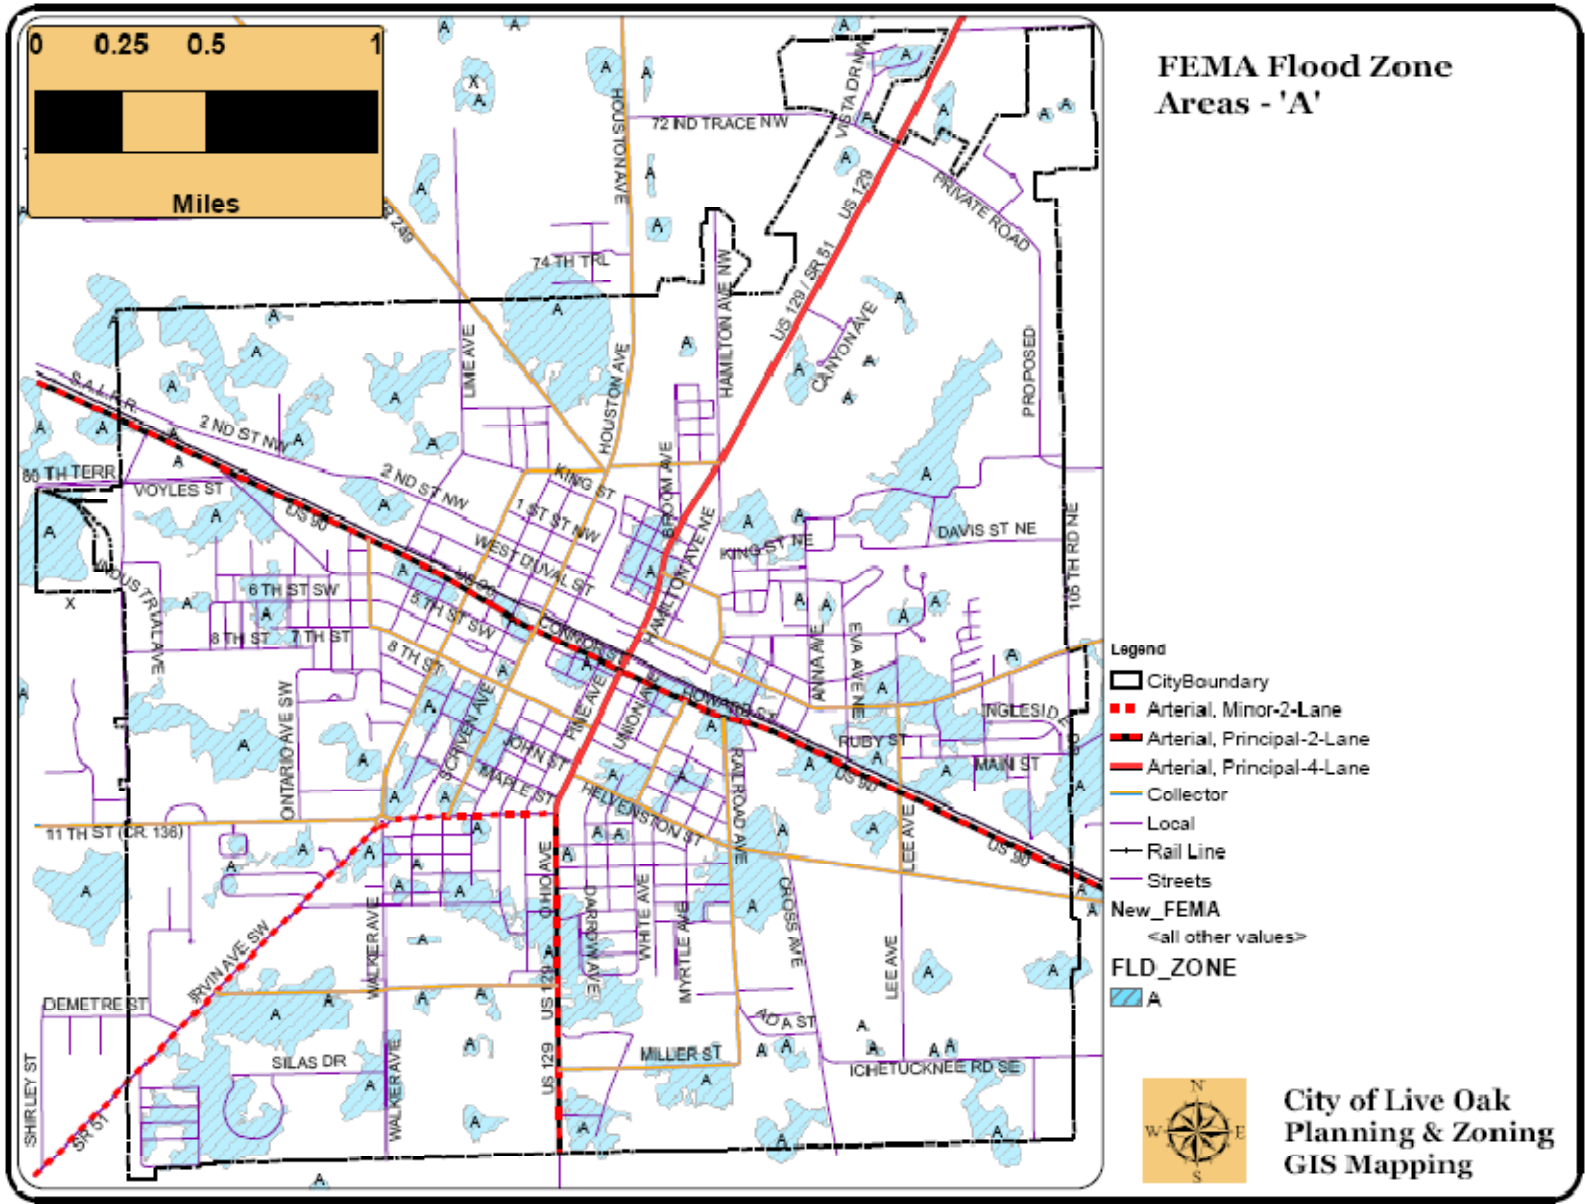 0 0.25 0.5 1
Miles
FEMA Flood Zone
Areas - 'A'
HOUSTON AVE
72 ND TRACE NW
VISTA DR NW
US 129
PRIVATE ROAD
74 TH TRL
HAMILTON AVE NW
US 129 / SR 51
CANYON AVE
PROPOSED
LIME AVE
HOUSTON AVE
S.A.L. R.R.
2 ND ST NW
2 ND ST NW
KING ST
1 ST ST NW
BROOM AVE
80 TH TERR
VOYLES ST
US 90
WEST DUVAL ST
US 90
HAMILTON AVE NE
KING ST NE
DAVIS ST NE
105 TH RD NE
INDUSTRIAL AVE
X
X
6 TH ST SW
5 TH ST SW
8 TH ST
7 TH ST
8 TH ST
HOWARD ST
ANNA AVE
EVA AVE NE
ONTARIO AVE SW
SCRIVEN AVE
PINE AVE
UNION AVE
JOHN ST
MAPLE ST
RUBY ST
MAIN ST
US 90
HELVENSTON ST
RAILROAD AVE
11 TH ST (CR. 136)
LEE AVE
US 90
OHIO AVE
WALKER AVE
DARROW AVE
WHITE AVE
MYRTLE AVE
CROSS AVE
LEE AVE
IRVIN AVE SW
DEMETRE ST
US 129
ADA ST
SILAS DR
WALKER AVE
US 129
MILLER ST
ICHETUCKNEE RD SE
SHIRLEY ST
SR 51
Legend
CityBoundary
Arterial, Minor-2-Lane
Arterial, Principal-2-Lane
Arterial, Principal-4-Lane
Collector
Local
Rail Line
Streets
New_FEMA
<all other values>
FLD_ZONE
A
N
W E
S
City of Live Oak
Planning & Zoning
GIS Mapping